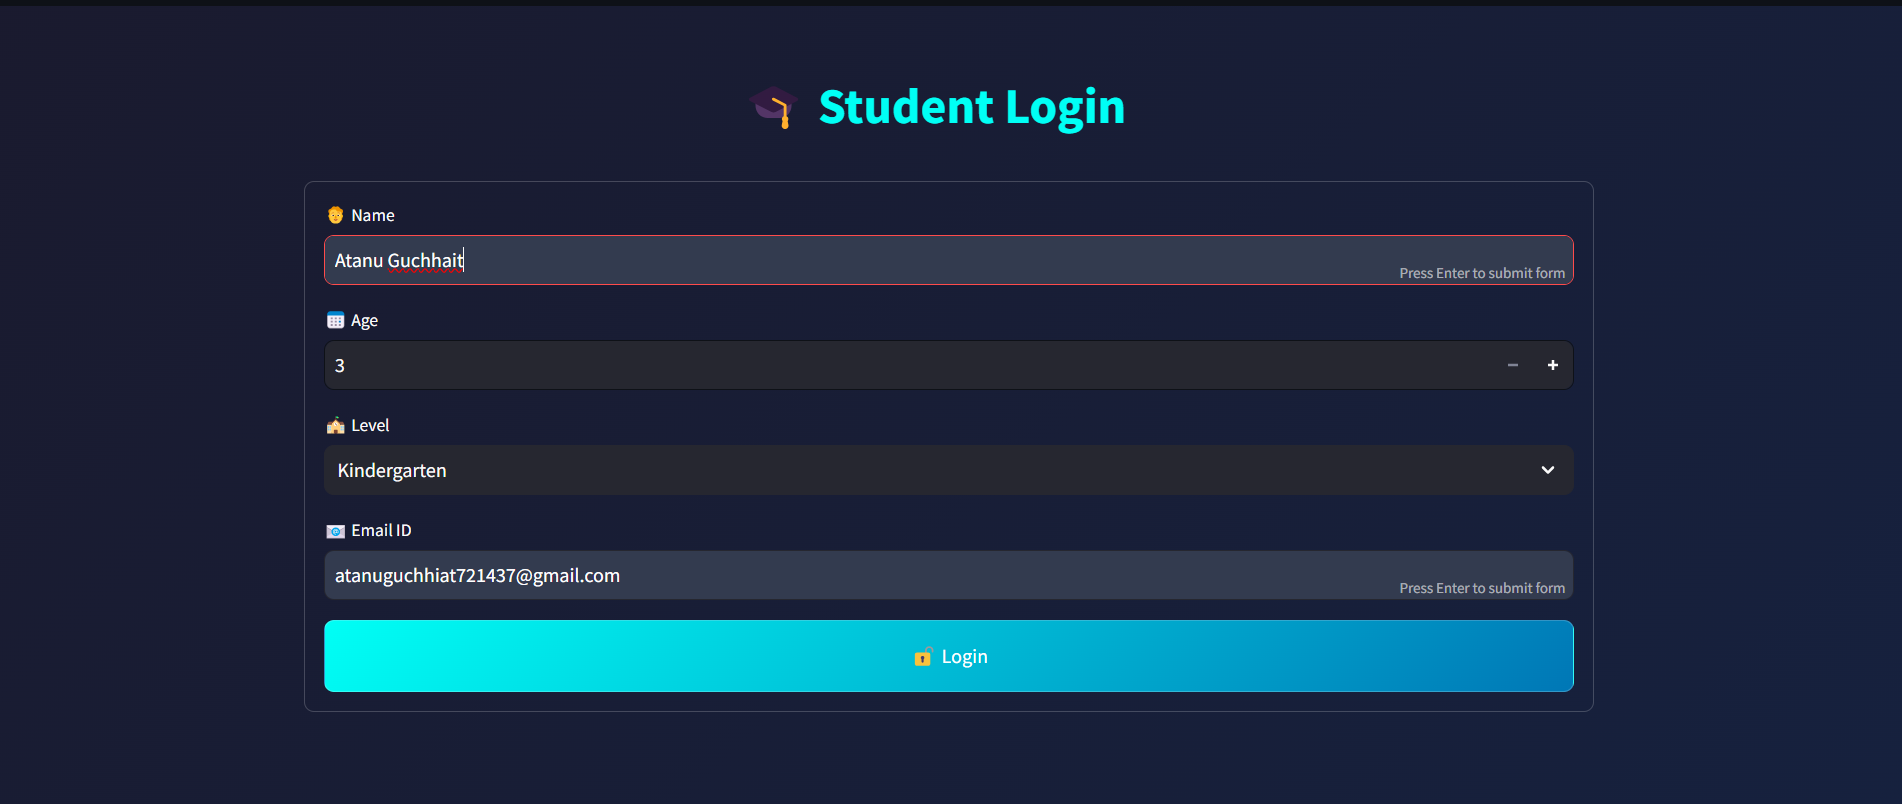 Student Login
Name
Atanu Guchhait
Press Enter to submit form
Age
3
Level
Kindergarten
Email ID
atanuguchhiat721437@gmail.com
Press Enter to submit form
Login